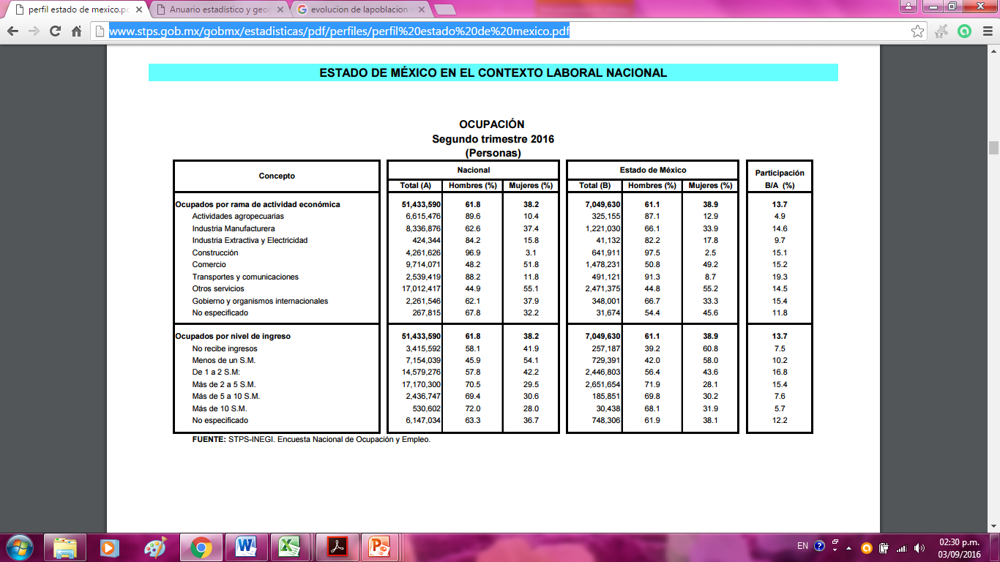 perfil estado de mexico.pd
Anuario estadístico y geog
evolucion de lapoblacion
www.stps.gob.mx/gobmx/estadisticas/pdf/perfiles/perfil%20estado%20de%20mexico.pdf
ESTADO DE MÉXICO EN EL CONTEXTO LABORAL NACIONAL
OCUPACIÓN
Segundo trimestre 2016
(Personas)
Concepto Nacional Estado de México Participación B/A (%)
Total (A) Hombres (%) Mujeres (%) Total (B) Hombres (%) Mujeres (%)
Ocupados por rama de actividad económica 51,433,590 61.8 38.2 7,049,630 61.1 38.9 13.7
Actividades agropecuarias 6,615,476 89.6 10.4 325,155 87.1 12.9 4.9
Industria Manufacturera 8,336,876 62.6 37.4 1,221,030 66.1 33.9 14.6
Industria Extractiva y Electricidad 424,344 84.2 15.8 41,132 82.2 17.8 9.7
Construcción 4,261,626 96.9 3.1 641,911 97.5 2.5 15.1
Comercio 9,714,071 48.2 51.8 1,478,231 50.8 49.2 15.2
Transportes y comunicaciones 2,539,419 88.2 11.8 491,121 91.3 8.7 19.3
Otros servicios 17,012,417 44.9 55.1 2,471,375 44.8 55.2 14.5
Gobierno y organismos internacionales 2,261,546 62.1 37.9 348,001 66.7 33.3 15.4
No especificado 267,815 67.8 32.2 31,674 54.4 45.6 11.8
Ocupados por nivel de ingreso 51,433,590 61.8 38.2 7,049,630 61.1 38.9 13.7
No recibe ingresos 3,415,592 58.1 41.9 257,187 39.2 60.8 7.5
Menos de un S.M. 7,154,039 45.9 54.1 729,391 42.0 58.0 10.2
De 1 a 2 S.M: 14,579,276 57.8 42.2 2,446,803 56.4 43.6 16.8
Más de 2 a 5 S.M. 17,170,300 70.5 29.5 2,651,654 71.9 28.1 15.4
Más de 5 a 10 S.M. 2,436,747 69.4 30.6 185,851 69.8 30.2 7.6
Más de 10 S.M. 530,602 72.0 28.0 30,438 68.1 31.9 5.7
No especificado 6,147,034 63.3 36.7 748,306 61.9 38.1 12.2
FUENTE: STPS-INEGI. Encuesta Nacional de Ocupación y Empleo.
EN
02:30 p.m.
03/09/2016